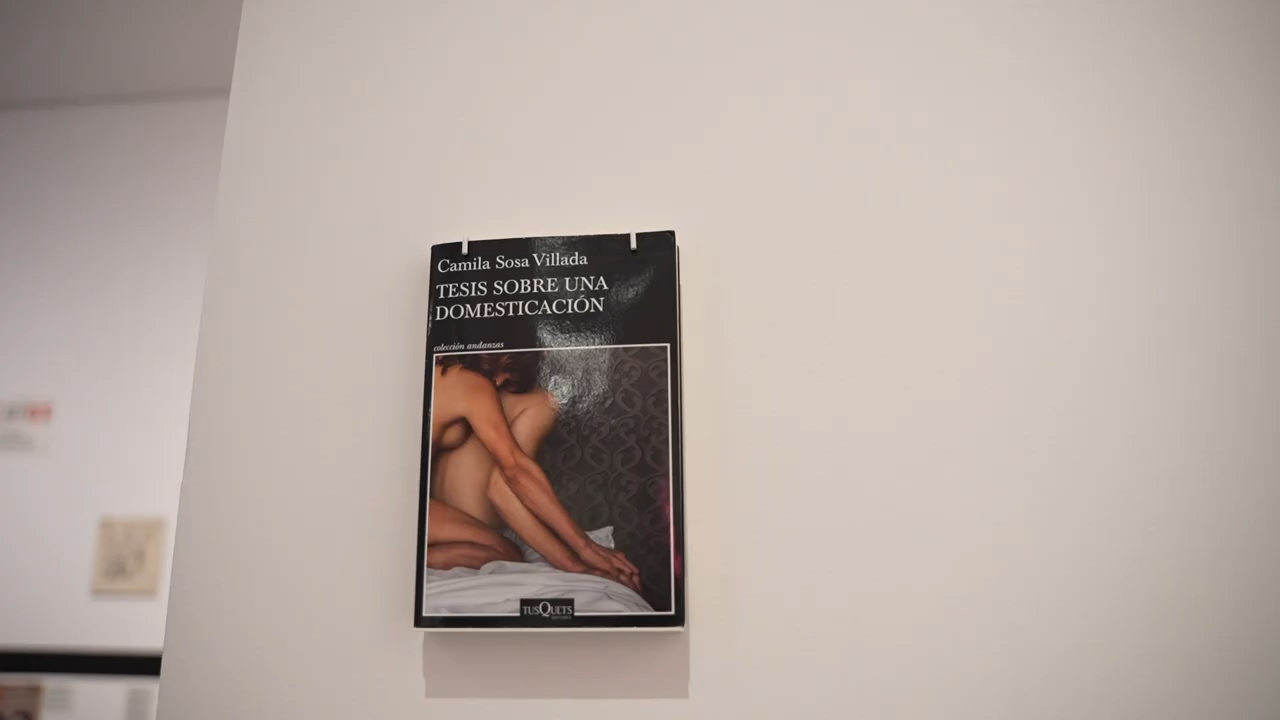 Camila Sosa Villada
TESIS SOBRE UNA
DOMESTICACIÓN
colección andanzas
TUSQUETS